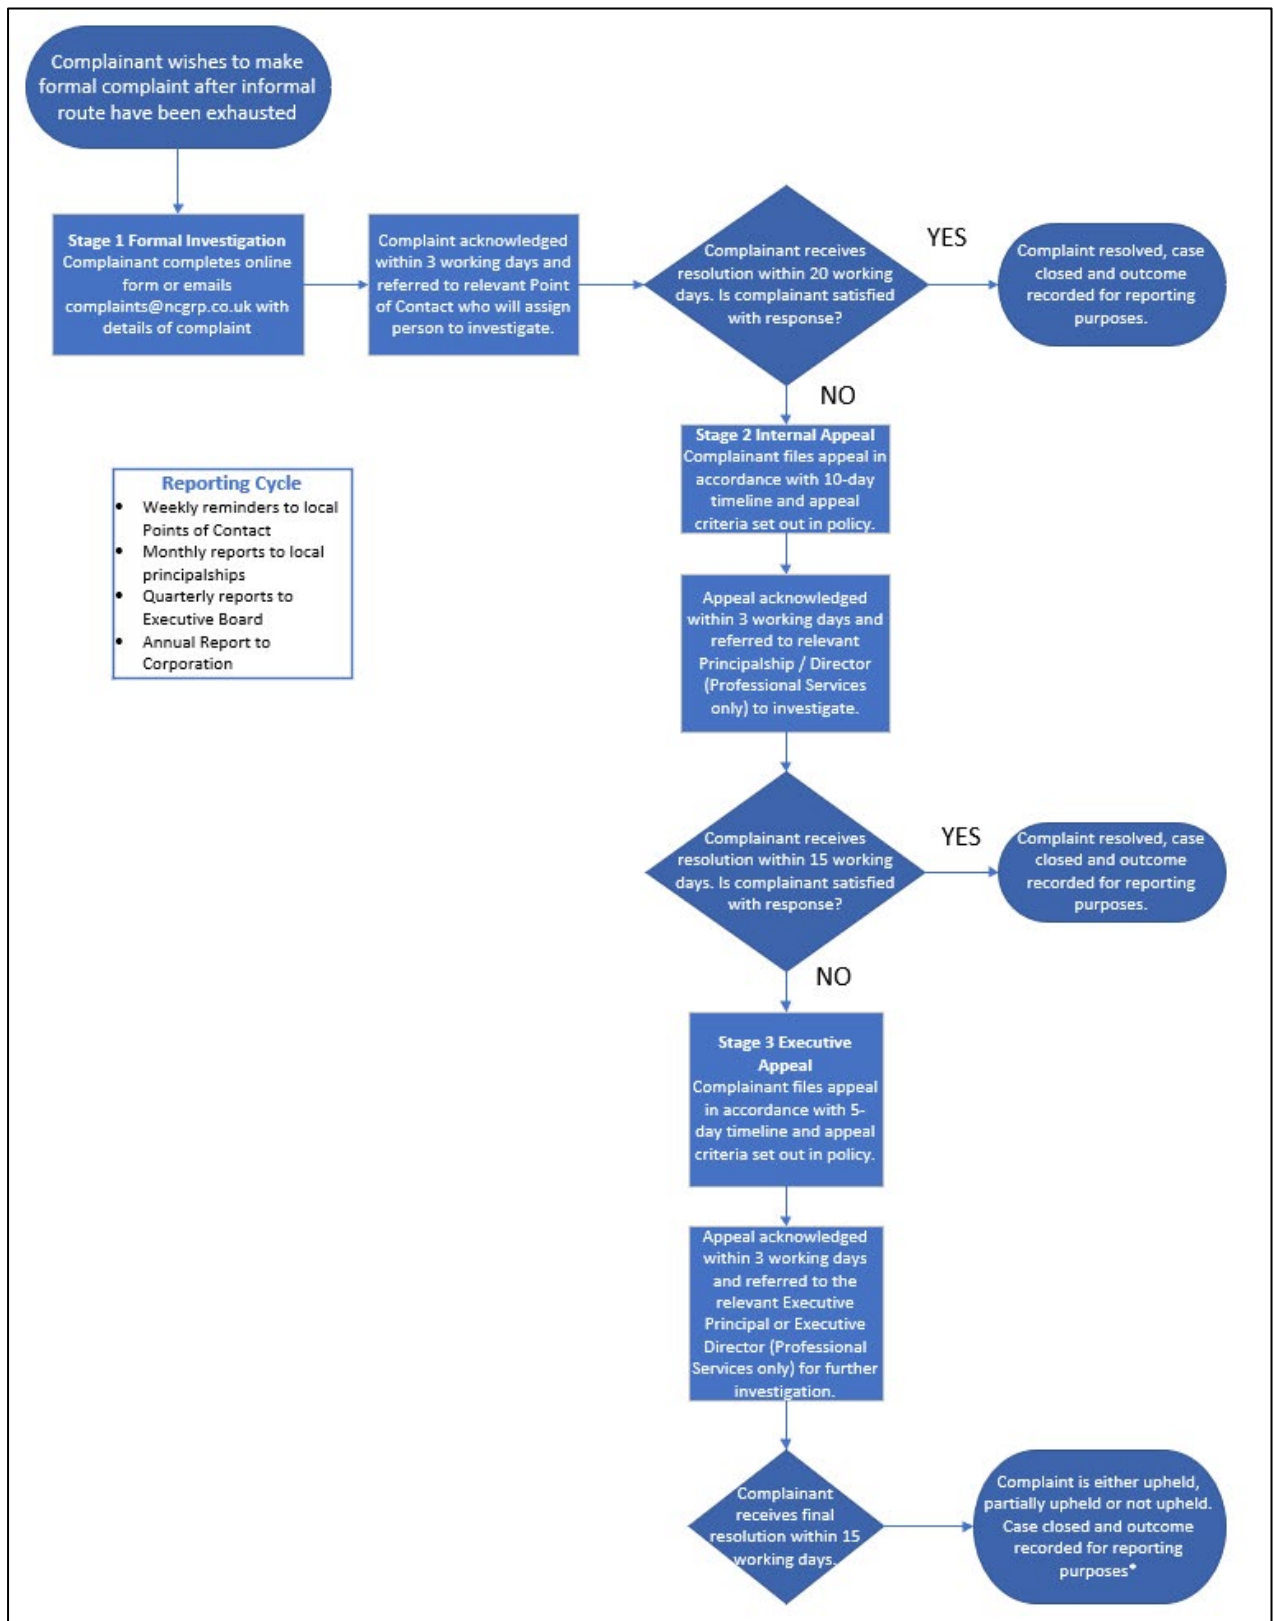 Complainant wishes to make
formal complaint after informal
route have been exhausted
Stage 1 Formal Investigation
Complainant completes online
form or emails
complaints@ncgrp.co.uk with
details of complaint
Complaint acknowledged
within 3 working days and
referred to relevant Point
of Contact who will assign
person to investigate.
Complainant receives
resolution within 20 working
days. Is complainant satisfied
with response?
YES
Complaint resolved, case
closed and outcome
recorded for reporting
purposes.
NO
Stage 2 Internal Appeal
Complainant files appeal in
accordance with 10-day
timeline and appeal
criteria set out in policy.
Reporting Cycle
• Weekly reminders to local
Points of Contact
• Monthly reports to local
principalships
• Quarterly reports to
Executive Board
• Annual Report to
Corporation
Appeal acknowledged
within 3 working days and
referred to relevant
Principalship / Director
(Professional Services
only) to investigate.
Complainant receives
resolution within 15 working
days. Is complainant satisfied
with response?
YES
Complaint resolved, case
closed and outcome
recorded for reporting
purposes.
NO
Stage 3 Executive
Appeal
Complainant files appeal
in accordance with 5-
day timeline and appeal
criteria set out in policy.
Appeal acknowledged
within 3 working days
and referred to the
relevant Executive
Principal or Executive
Director (Professional
Services only) for further
investigation.
Complainant
receives final
resolution within 15
working days.
Complaint is either upheld,
partially upheld or not upheld.
Case closed and outcome
recorded for reporting
purposes*